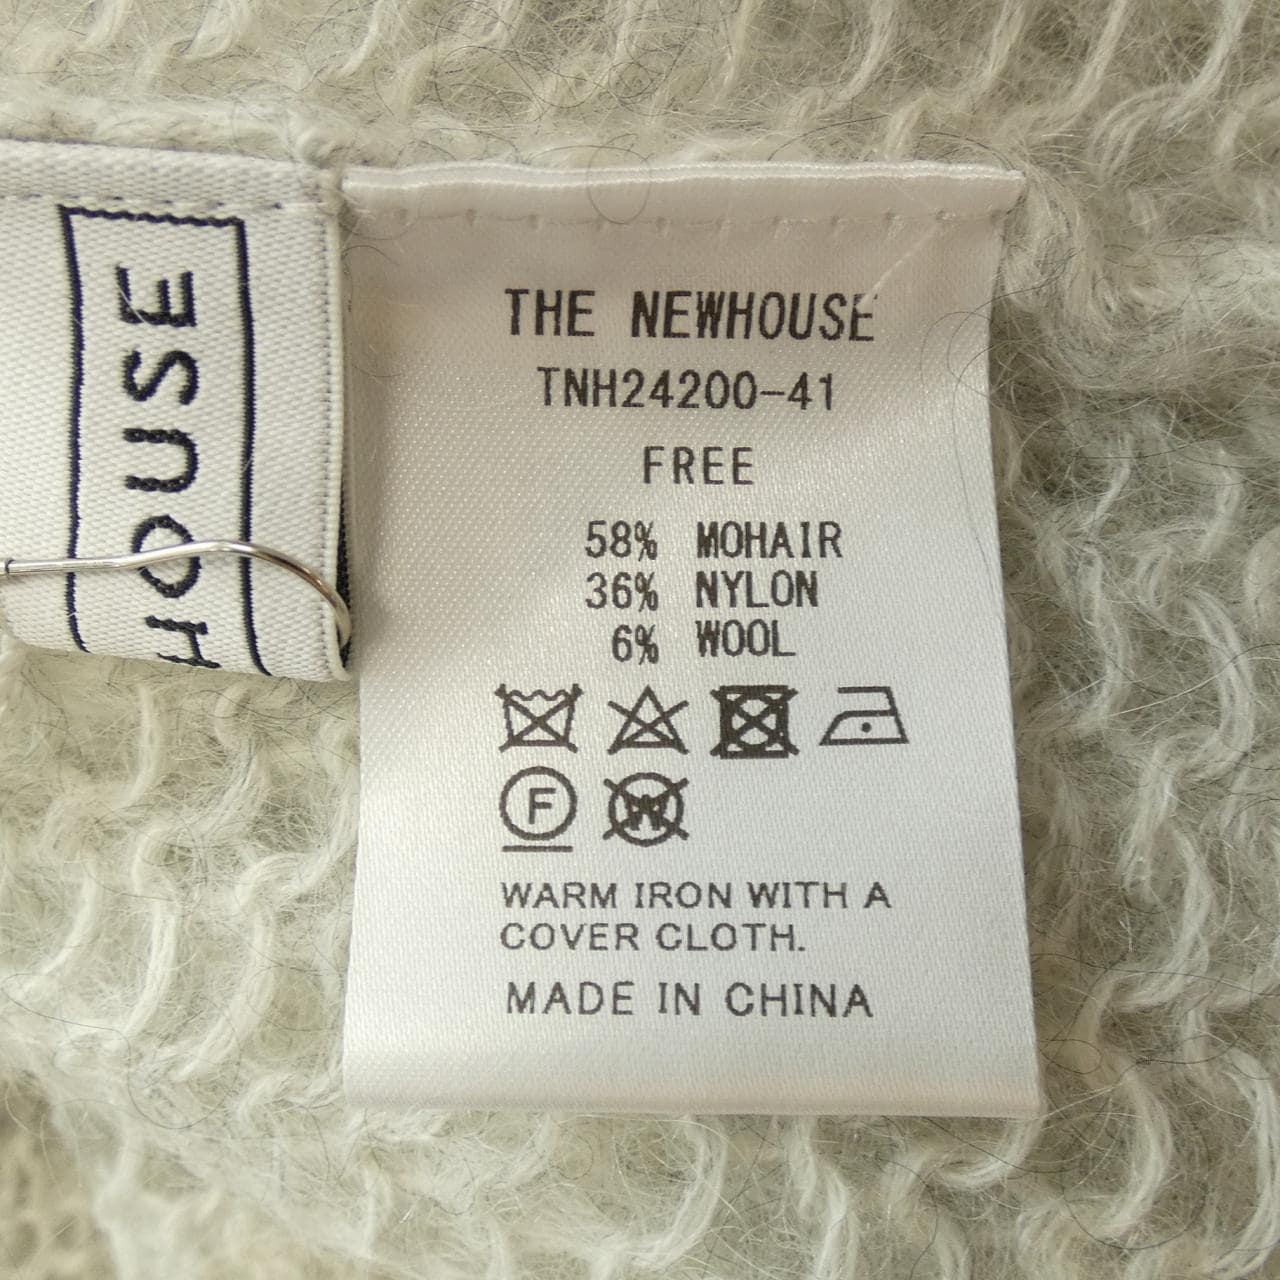 HOUSE
THE NEWHOUSE
TNH24200-41
FREE
58% MOHAIR
36% NYLON
6% WOOL
F
W
WARM IRON WITH A
COVER CLOTH.
MADE IN CHINA